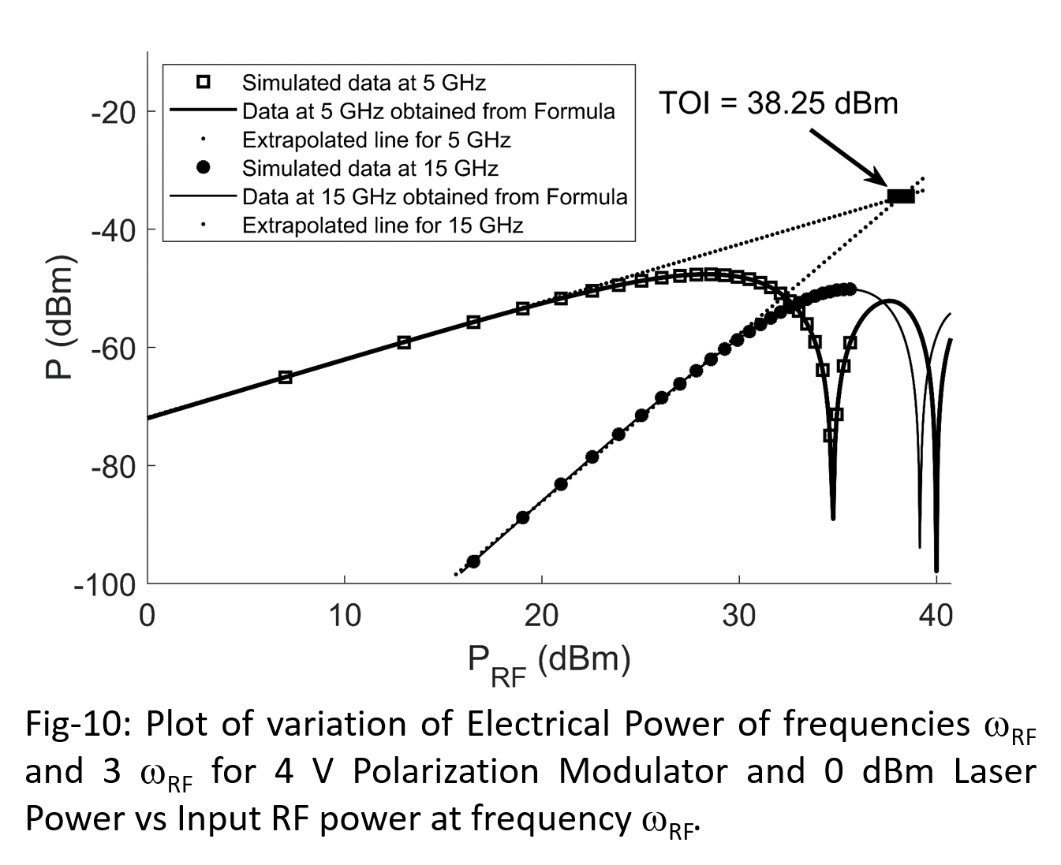 -20
-40
-60
-80
-100
P (dBm)
Simulated data at 5 GHz
Data at 5 GHz obtained from Formula
Extrapolated line for 5 GHz
Simulated data at 15 GHz
Data at 15 GHz obtained from Formula
Extrapolated line for 15 GHz
TOI = 38.25 dBm
0 10 20 30 40
P_RF (dBm)
Fig-10: Plot of variation of Electrical Power of frequencies ω_RF
and 3 ω_RF for 4 V Polarization Modulator and 0 dBm Laser
Power vs Input RF power at frequency ω_RF.